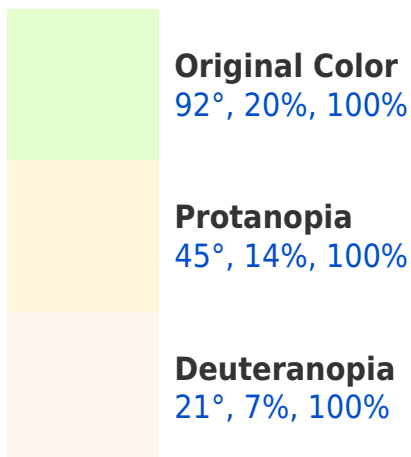 Original Color
92°, 20%, 100%
Protanopia
45°, 14%, 100%
Deuteranopia
21°, 7%, 100%